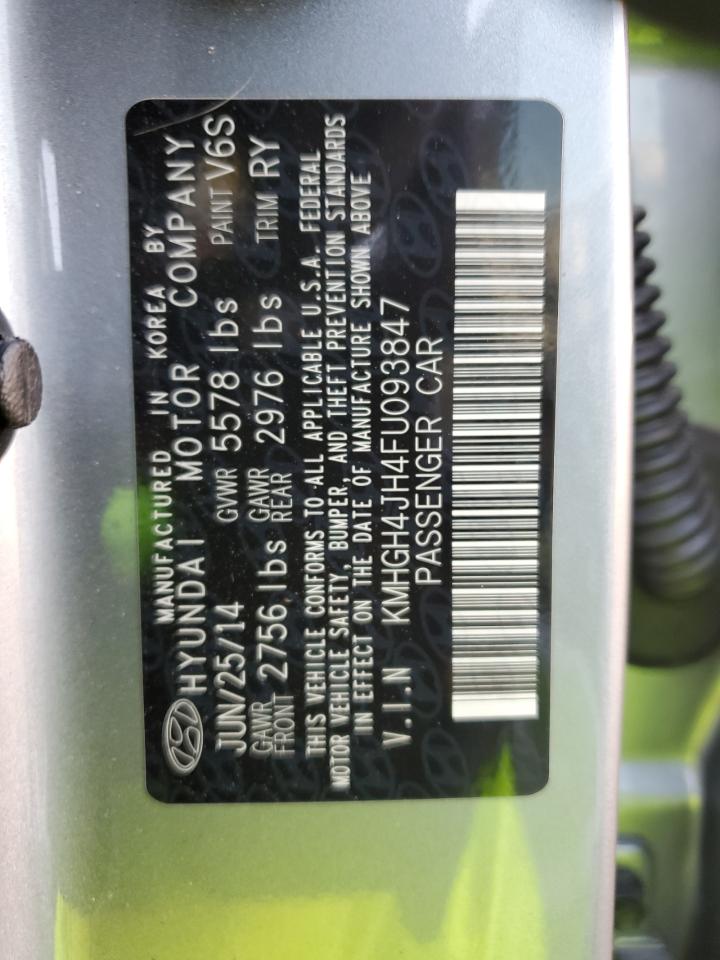 MANUFACTURED IN KOREA BY
HYUNDAI MOTOR COMPANY
JUN/25/14 GVWR 5578 lbs PAINT V6S
GAWR FRONT 2756 lbs GAWR REAR 2976 lbs TRIM RY
THIS VEHICLE CONFORMS TO ALL APPLICABLE U.S.A. FEDERAL
MOTOR VEHICLE SAFETY, BUMPER, AND THEFT PREVENTION STANDARDS
IN EFFECT ON THE DATE OF MANUFACTURE SHOWN ABOVE
V.I.N KMHGH4JH4FU093847
PASSENGER CAR